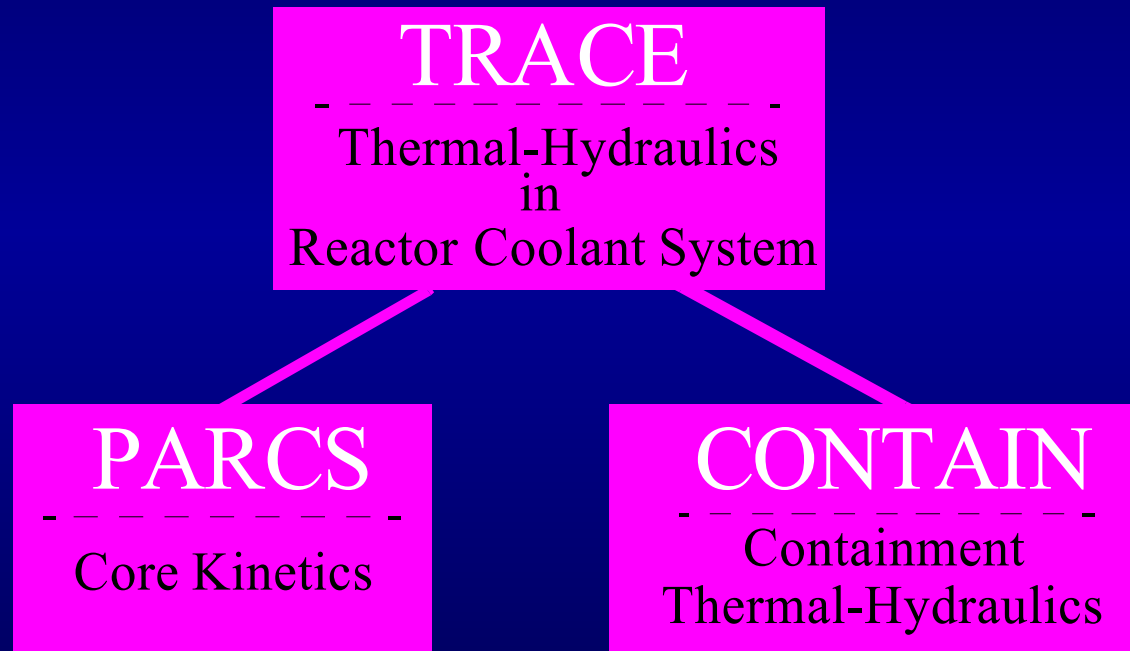 TRACE
Thermal-Hydraulics
in
Reactor Coolant System
PARCS
Core Kinetics
CONTAIN
Containment
Thermal-Hydraulics